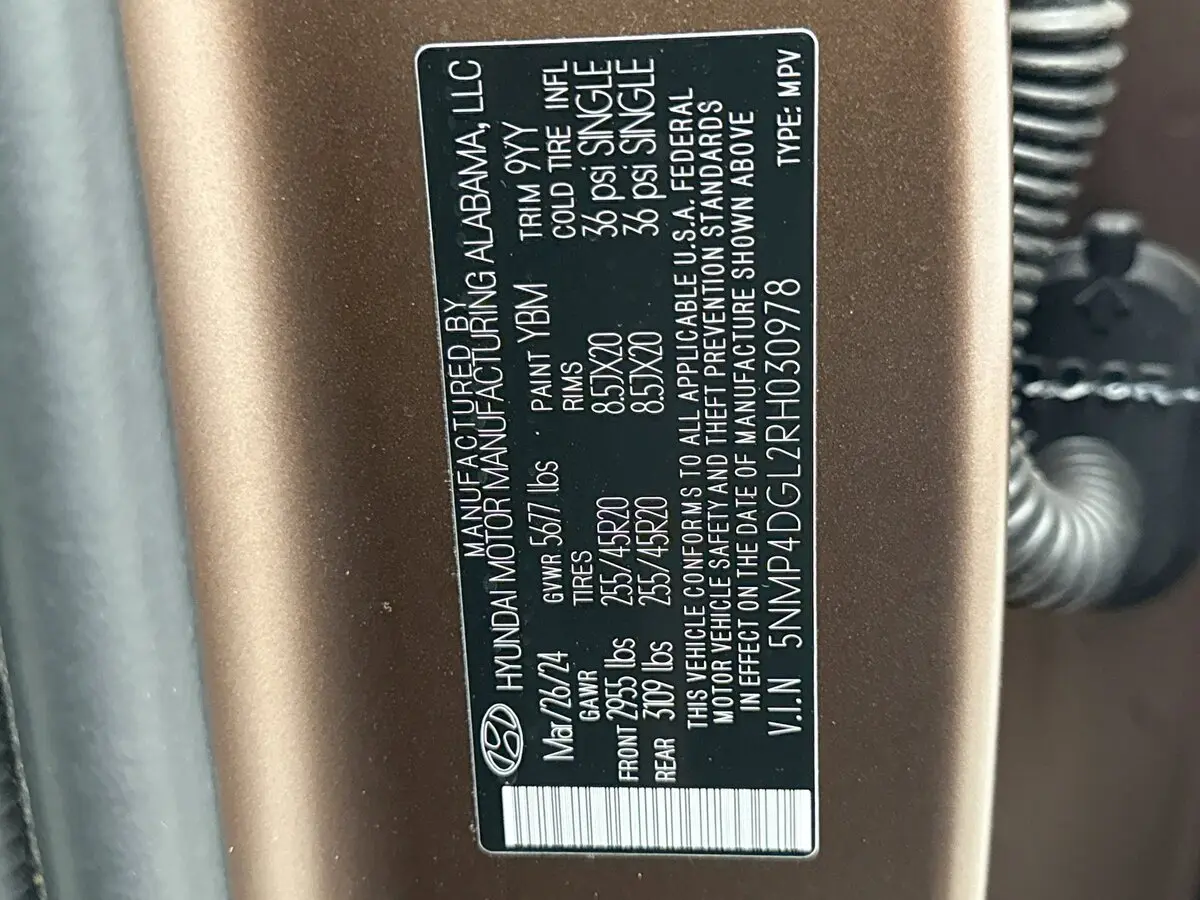 MANUFACTURED BY
HYUNDAI MOTOR MANUFACTURING ALABAMA, LLC
Mar/26/24 GVWR 5677 lbs PAINT YBM TRIM 9YY
GAWR TIRES RIMS COLD TIRE INFL
FRONT 2955 lbs 255/45R20 8.5JX20 36 psi SINGLE
REAR 3109 lbs 255/45R20 8.5JX20 36 psi SINGLE
THIS VEHICLE CONFORMS TO ALL APPLICABLE U.S.A. FEDERAL
MOTOR VEHICLE SAFETY AND THEFT PREVENTION STANDARDS
IN EFFECT ON THE DATE OF MANUFACTURE SHOWN ABOVE
V.I.N 5NMP4DGL2RH030978 TYPE: MPV